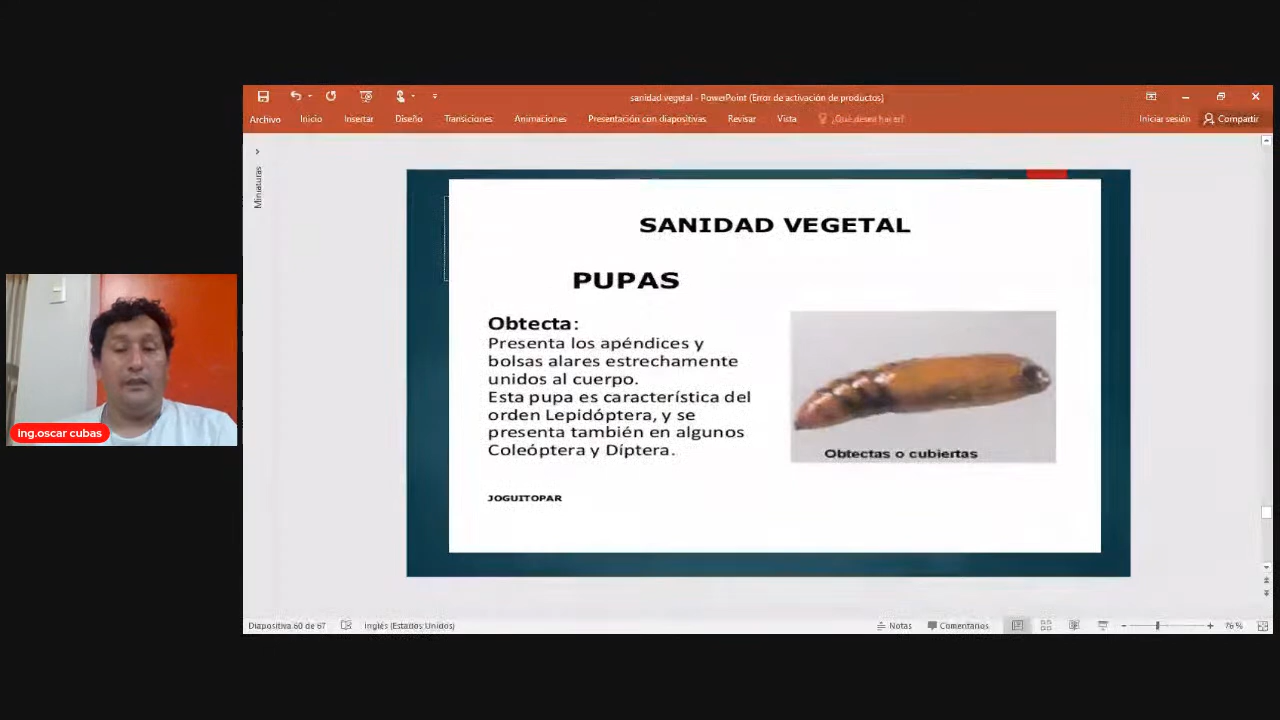 sanidad vegetal - PowerPoint (Error de activación de productos)
Archivo Inicio Insertar Diseño Transiciones Animaciones Presentación con diapositivas Revisar Vista ¿Qué desea hacer? Iniciar sesión Compartir
Miniaturas
SANIDAD VEGETAL
PUPAS
Obtecta:
Presenta los apéndices y
bolsas alares estrechamente
unidos al cuerpo.
Esta pupa es característica del
orden Lepidóptera, y se
presenta también en algunos
Coleóptera y Díptera.
Obtectas o cubiertas
JOGUITOPAR
ing.oscar cubas
Diapositiva 60 de 67 Inglés (Estados Unidos) Notas Comentarios 76 %